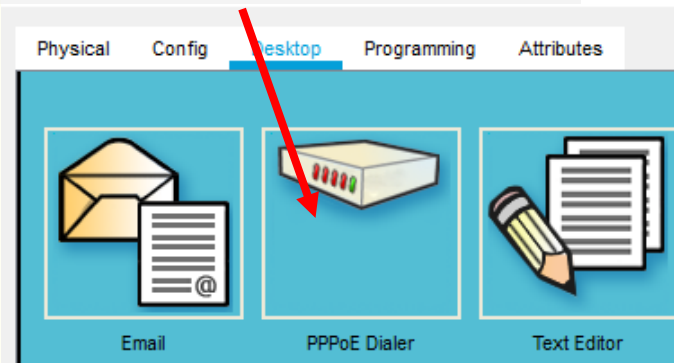 Physical Config Desktop Programming Attributes
@
Email PPPoE Dialer Text Editor